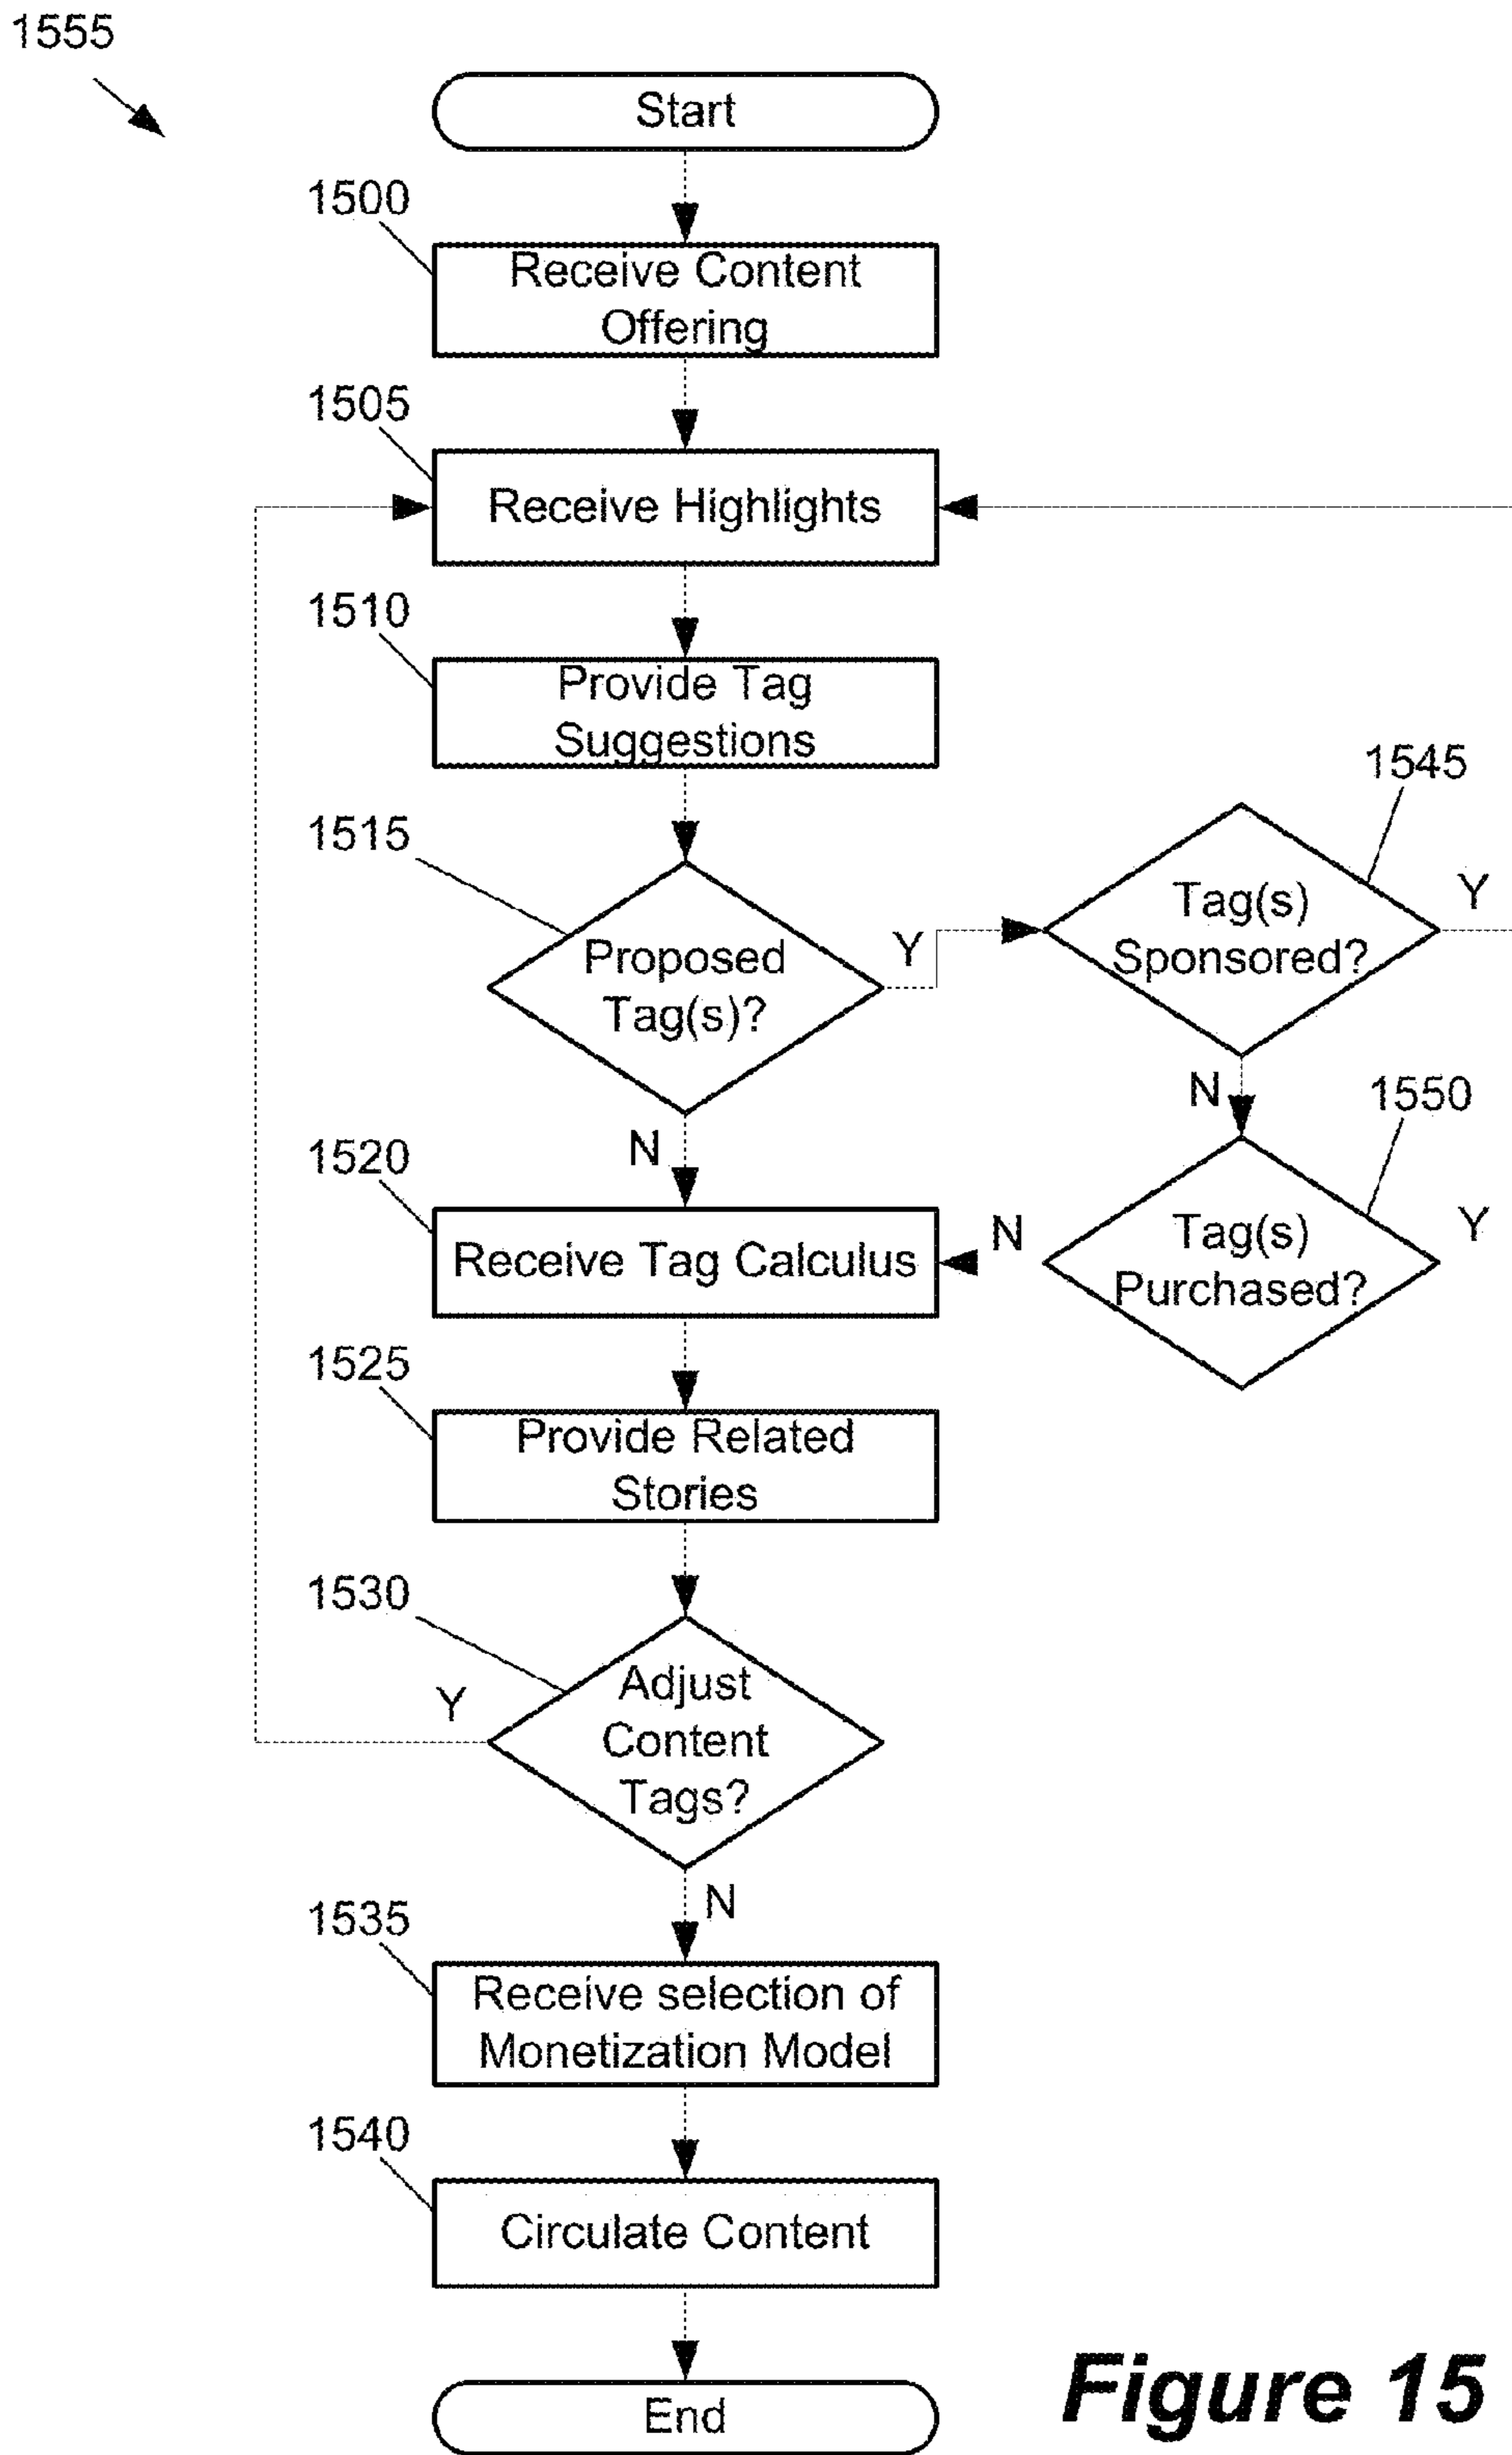 1555
Start
1500
Receive Content
Offering
1505
Receive Highlights
1510
Provide Tag
Suggestions
1515
Proposed
Tag(s)?
Y
N
1545
Tag(s)
Sponsored?
Y
N
1550
Tag(s)
Purchased?
Y
N
1520
Receive Tag Calculus
1525
Provide Related
Stories
1530
Adjust
Content
Tags?
Y
N
1535
Receive selection of
Monetization Model
1540
Circulate Content
End
Figure 15